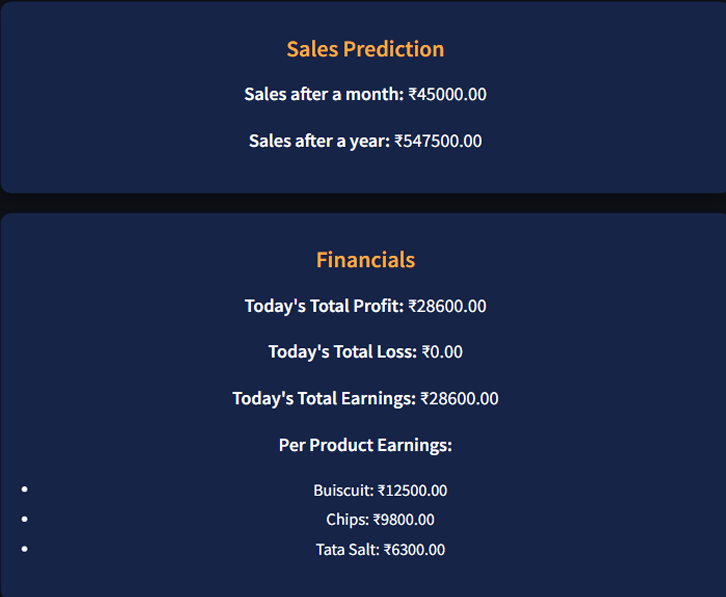 Sales Prediction
Sales after a month: ₹45000.00
Sales after a year: ₹547500.00
Financials
Today's Total Profit: ₹28600.00
Today's Total Loss: ₹0.00
Today's Total Earnings: ₹28600.00
Per Product Earnings:
Buiscuit: ₹12500.00
Chips: ₹9800.00
Tata Salt: ₹6300.00